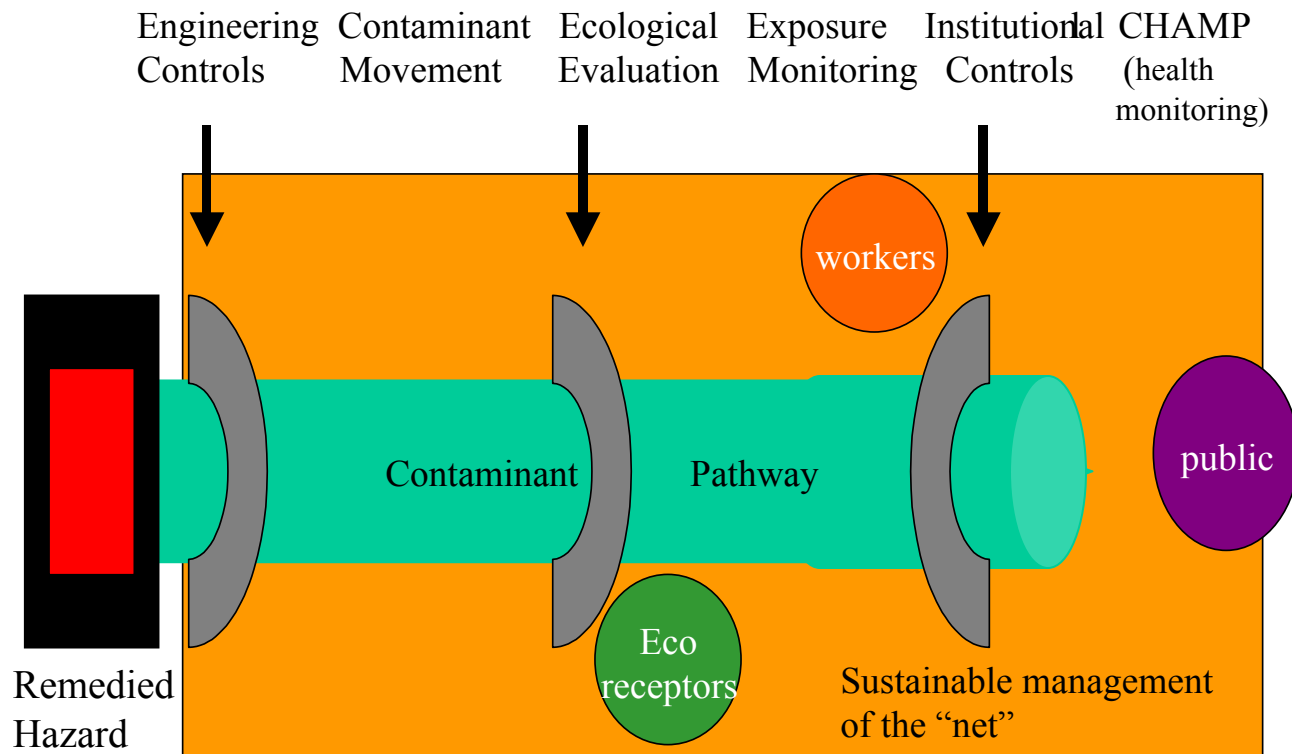 Engineering Controls
Contaminant Movement
Ecological Evaluation
Exposure Monitoring
Institutional Controls
CHAMP
(health
monitoring)
workers
Contaminant Pathway
public
Eco
receptors
Remedied
Hazard
Sustainable management
of the “net”